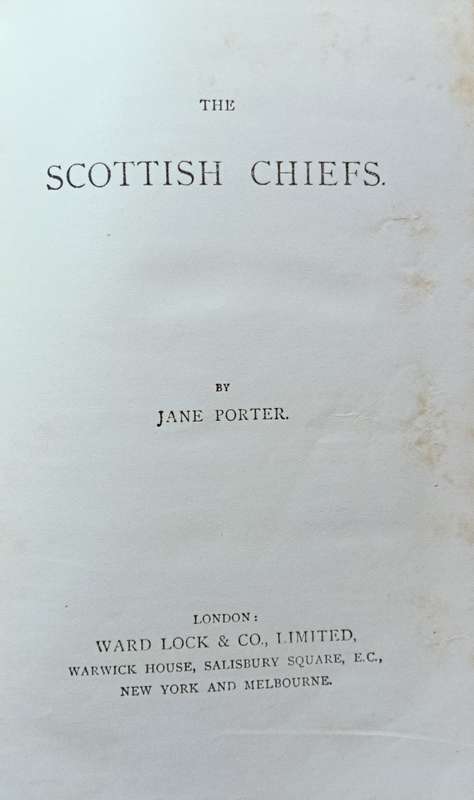 THE
SCOTTISH CHIEFS.
BY
JANE PORTER.
LONDON:
WARD LOCK & CO., LIMITED,
WARWICK HOUSE, SALISBURY SQUARE, E.C.,
NEW YORK AND MELBOURNE.